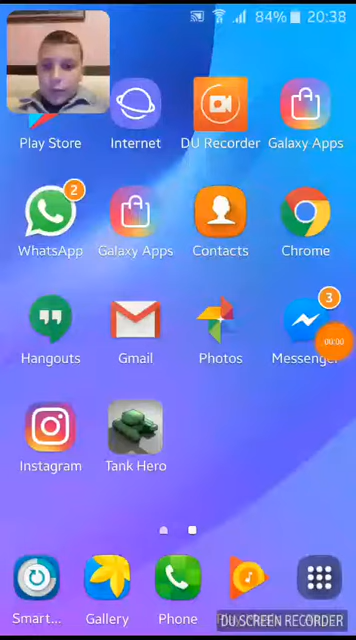 84% 20:38
Play Store Internet DU Recorder Galaxy Apps
2
WhatsApp Galaxy Apps Contacts Chrome
3
Hangouts Gmail Photos Messenge
00:00
Instagram Tank Hero
Smart... Gallery Phone
DU SCREEN RECORDER